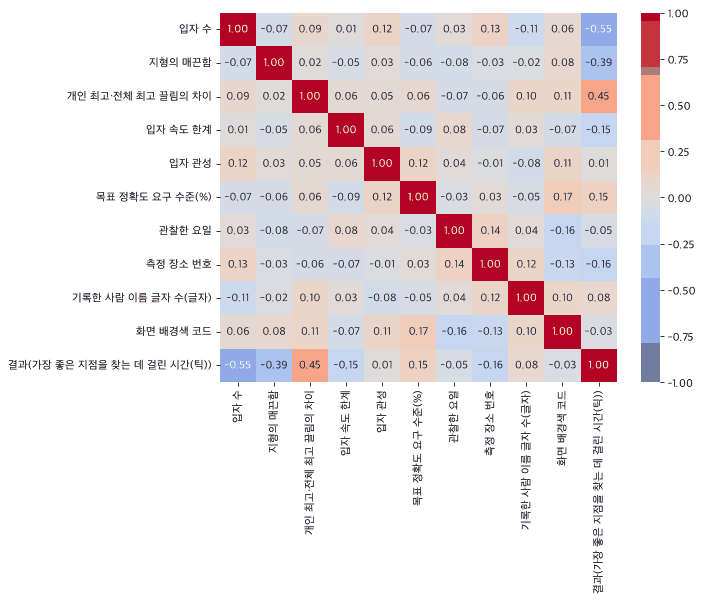 입자 수 1.00 -0.07 0.09 0.01 0.12 -0.07 0.03 0.13 -0.11 0.06 -0.55
지형의 매끈함 -0.07 1.00 0.02 -0.05 0.03 -0.06 -0.08 -0.03 -0.02 0.08 -0.39
개인 최고·전체 최고 끌림의 차이 0.09 0.02 1.00 0.06 0.05 0.06 -0.07 -0.06 0.10 0.11 0.45
입자 속도 한계 0.01 -0.05 0.06 1.00 0.06 -0.09 0.08 -0.07 0.03 -0.07 -0.15
입자 관성 0.12 0.03 0.05 0.06 1.00 0.12 0.04 -0.01 -0.08 0.11 0.01
목표 정확도 요구 수준(%) -0.07 -0.06 0.06 -0.09 0.12 1.00 -0.03 0.03 -0.05 0.17 0.15
관찰한 요일 0.03 -0.08 -0.07 0.08 0.04 -0.03 1.00 0.14 0.04 -0.16 -0.05
측정 장소 번호 0.13 -0.03 -0.06 -0.07 -0.01 0.03 0.14 1.00 0.12 -0.13 -0.16
기록한 사람 이름 글자 수(글자) -0.11 -0.02 0.10 0.03 -0.08 -0.05 0.04 0.12 1.00 0.10 0.08
화면 배경색 코드 0.06 0.08 0.11 -0.07 0.11 0.17 -0.16 -0.13 0.10 1.00 -0.03
결과(가장 좋은 지점을 찾는 데 걸린 시간(틱)) -0.55 -0.39 0.45 -0.15 0.01 0.15 -0.05 -0.16 0.08 -0.03 1.00
입자 수
지형의 매끈함
개인 최고·전체 최고 끌림의 차이
입자 속도 한계
입자 관성
목표 정확도 요구 수준(%)
관찰한 요일
측정 장소 번호
기록한 사람 이름 글자 수(글자)
화면 배경색 코드
결과(가장 좋은 지점을 찾는 데 걸린 시간(틱))
1.00
0.75
0.50
0.25
0.00
-0.25
-0.50
-0.75
-1.00